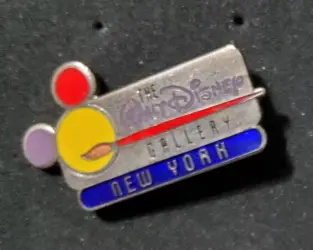 THE
WALT DISNEY
GALLERY
NEW YORK